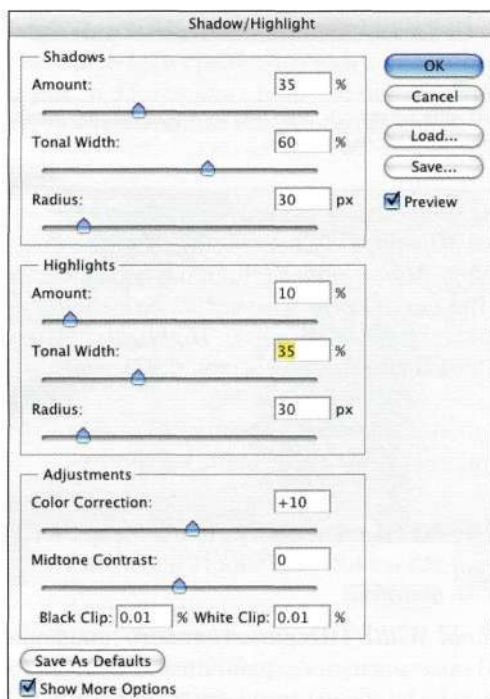 Shadow/Highlight
Shadows
Amount: 35 %
Tonal Width: 60 %
Radius: 30 px
Highlights
Amount: 10 %
Tonal Width: 35 %
Radius: 30 px
Adjustments
Color Correction: +10
Midtone Contrast: 0
Black Clip: 0.01 % White Clip: 0.01 %
Save As Defaults
Show More Options
OK
Cancel
Load...
Save...
Preview